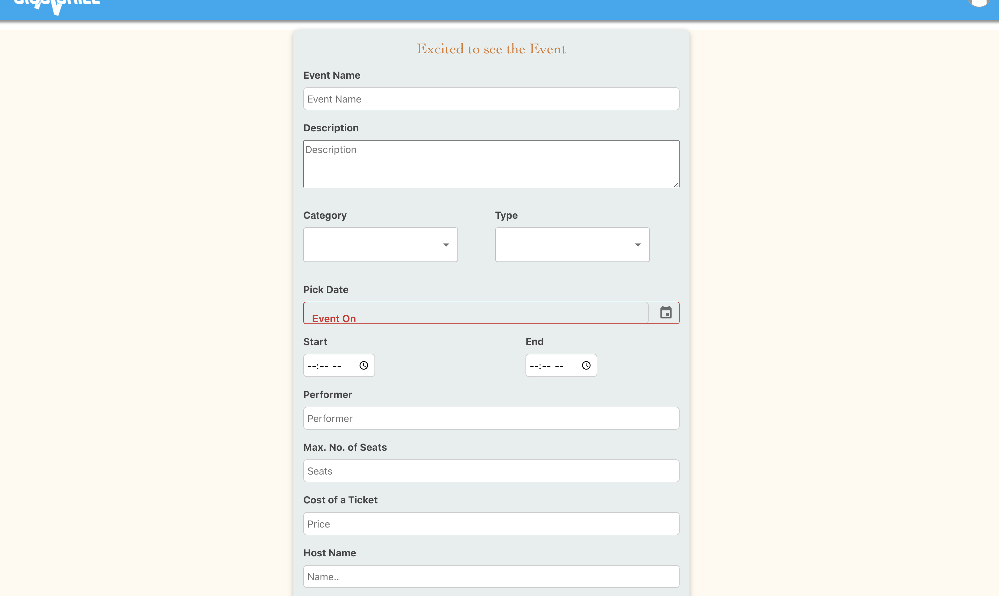 Excited to see the Event
Event Name
Event Name
Description
Description
Category Type
Pick Date
Event On
Start End
--:-- -- --:-- --
Performer
Performer
Max. No. of Seats
Seats
Cost of a Ticket
Price
Host Name
Name..